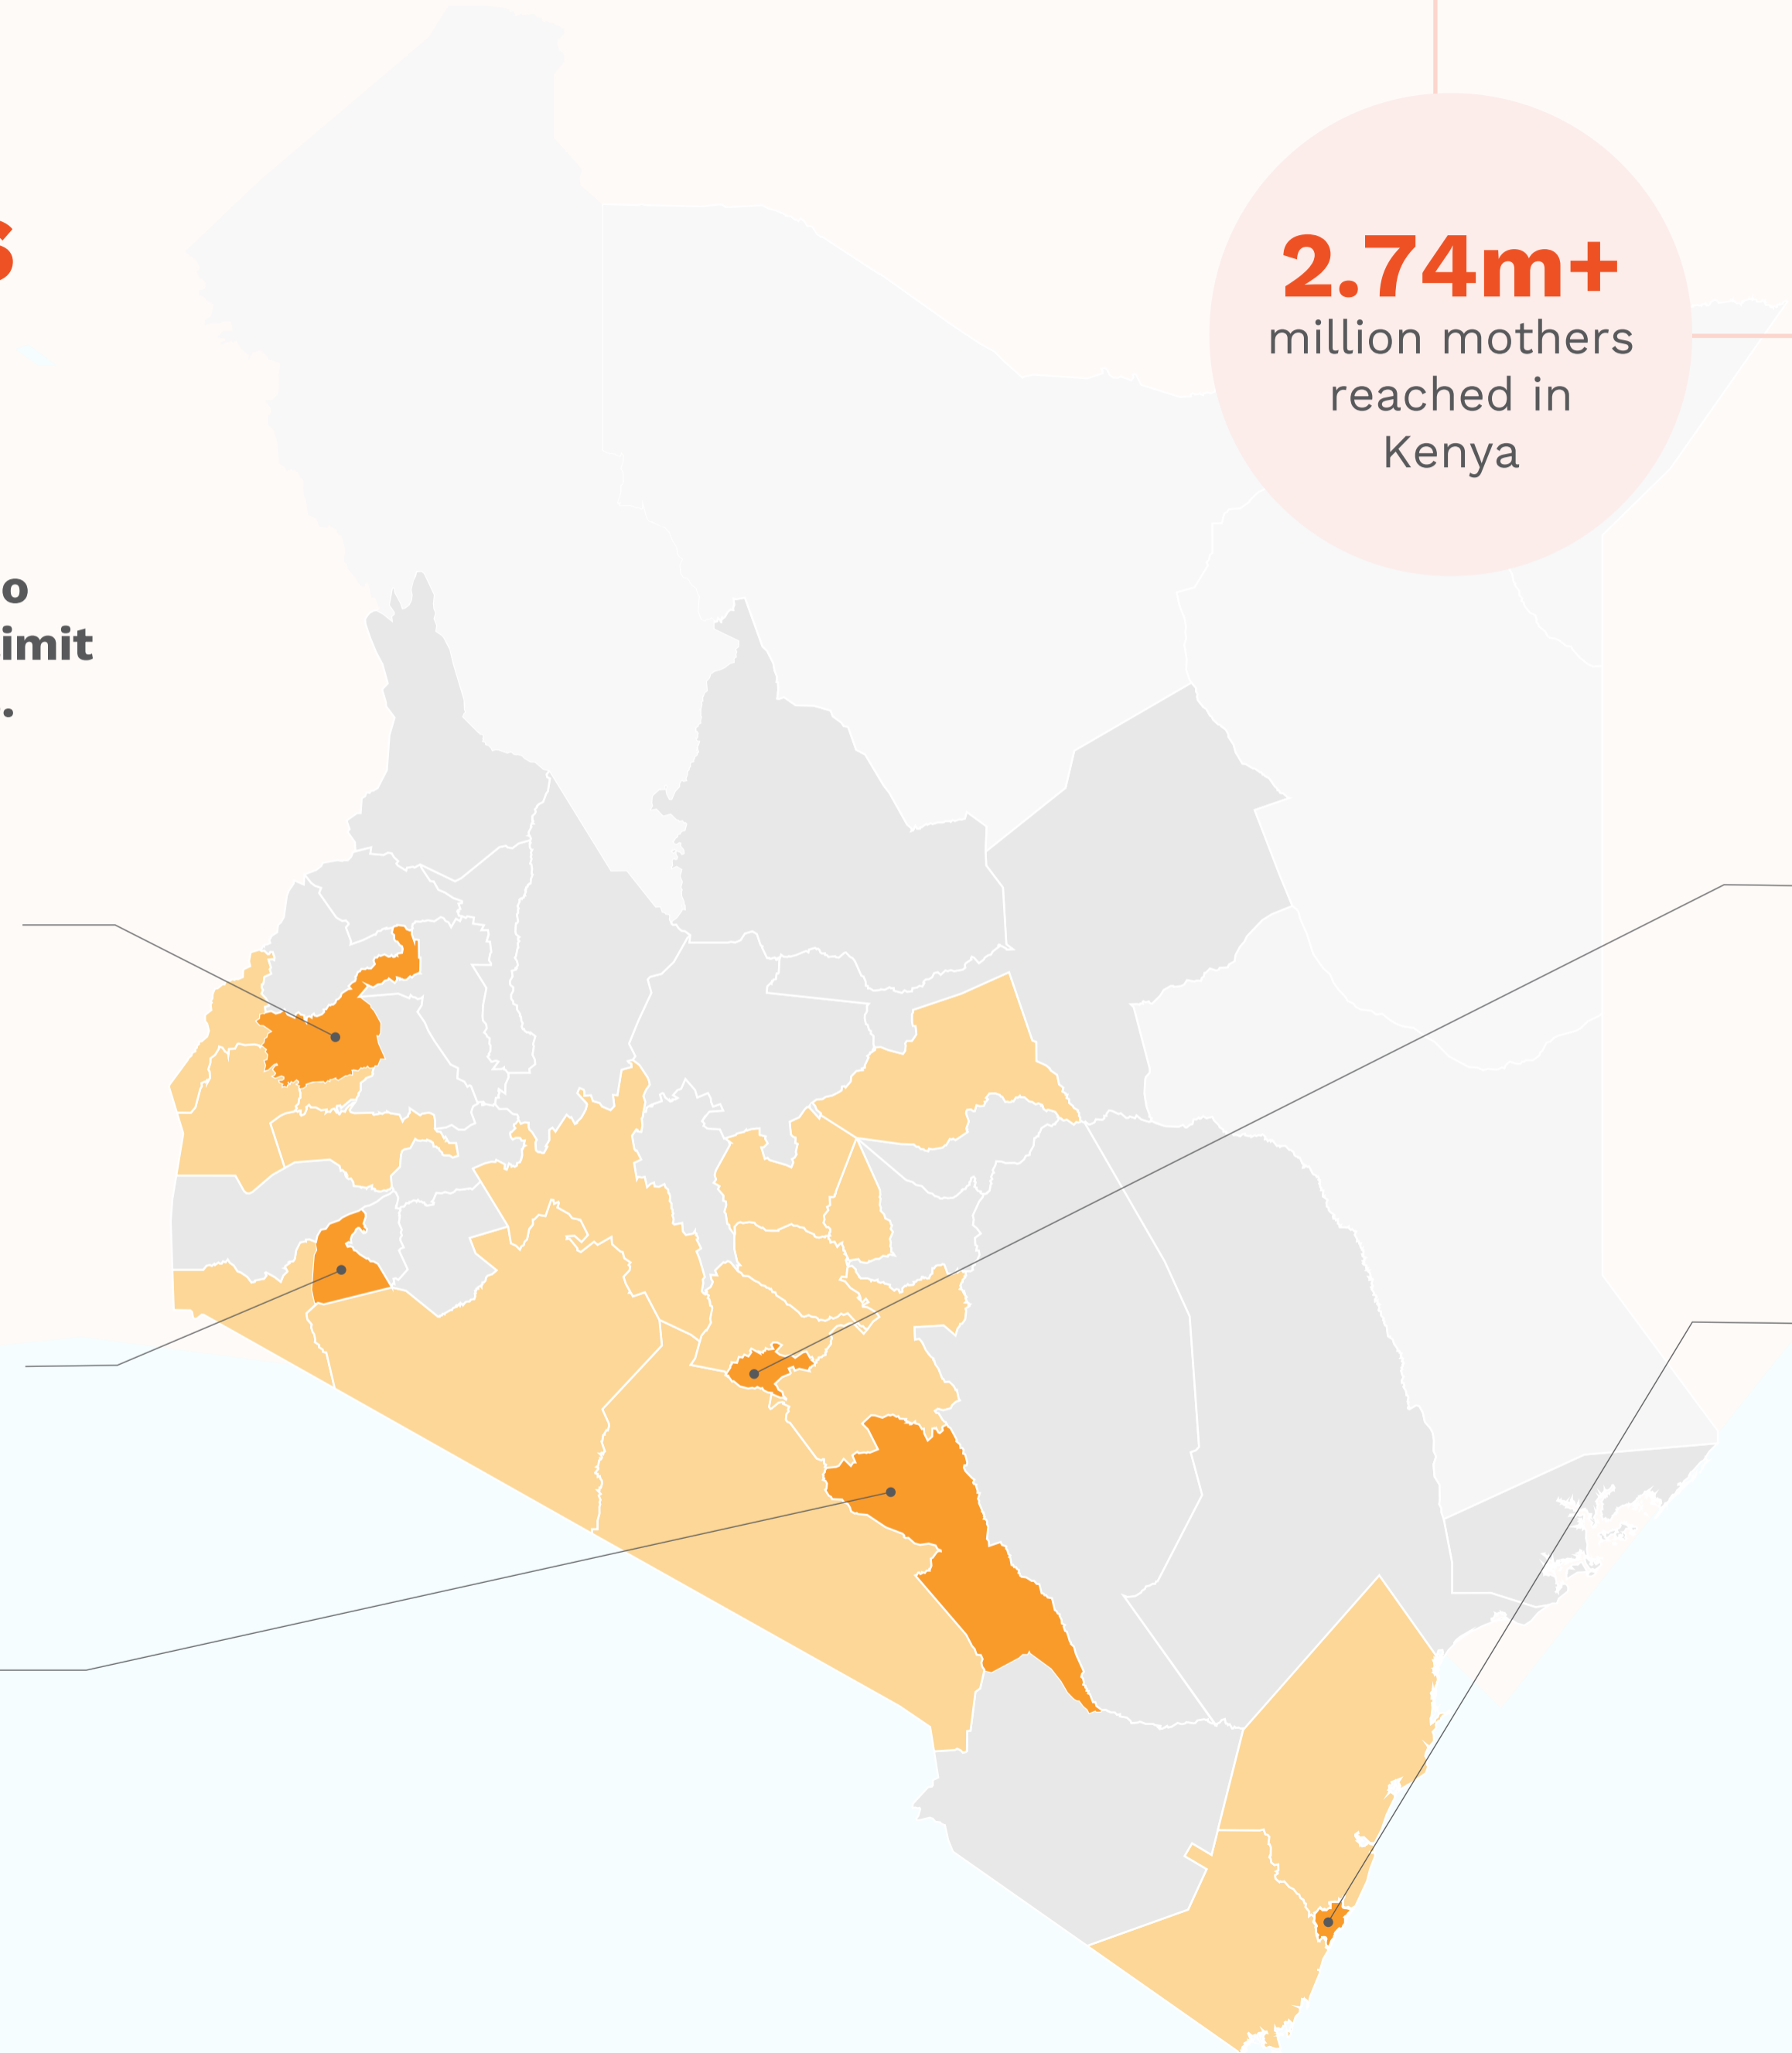 s
o
imit
.
2.74m+
million mothers
reached in
Kenya